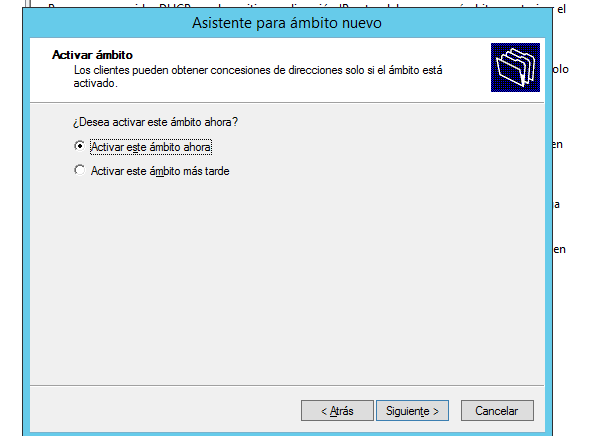 el
Asistente para ámbito nuevo
Activar ámbito
Los clientes pueden obtener concesiones de direcciones solo si el ámbito está
activado.
olo
¿Desea activar este ámbito ahora?
en
Activar este ámbito ahora
Activar este ámbito más tarde
a
en
< Atrás
Siguiente >
Cancelar